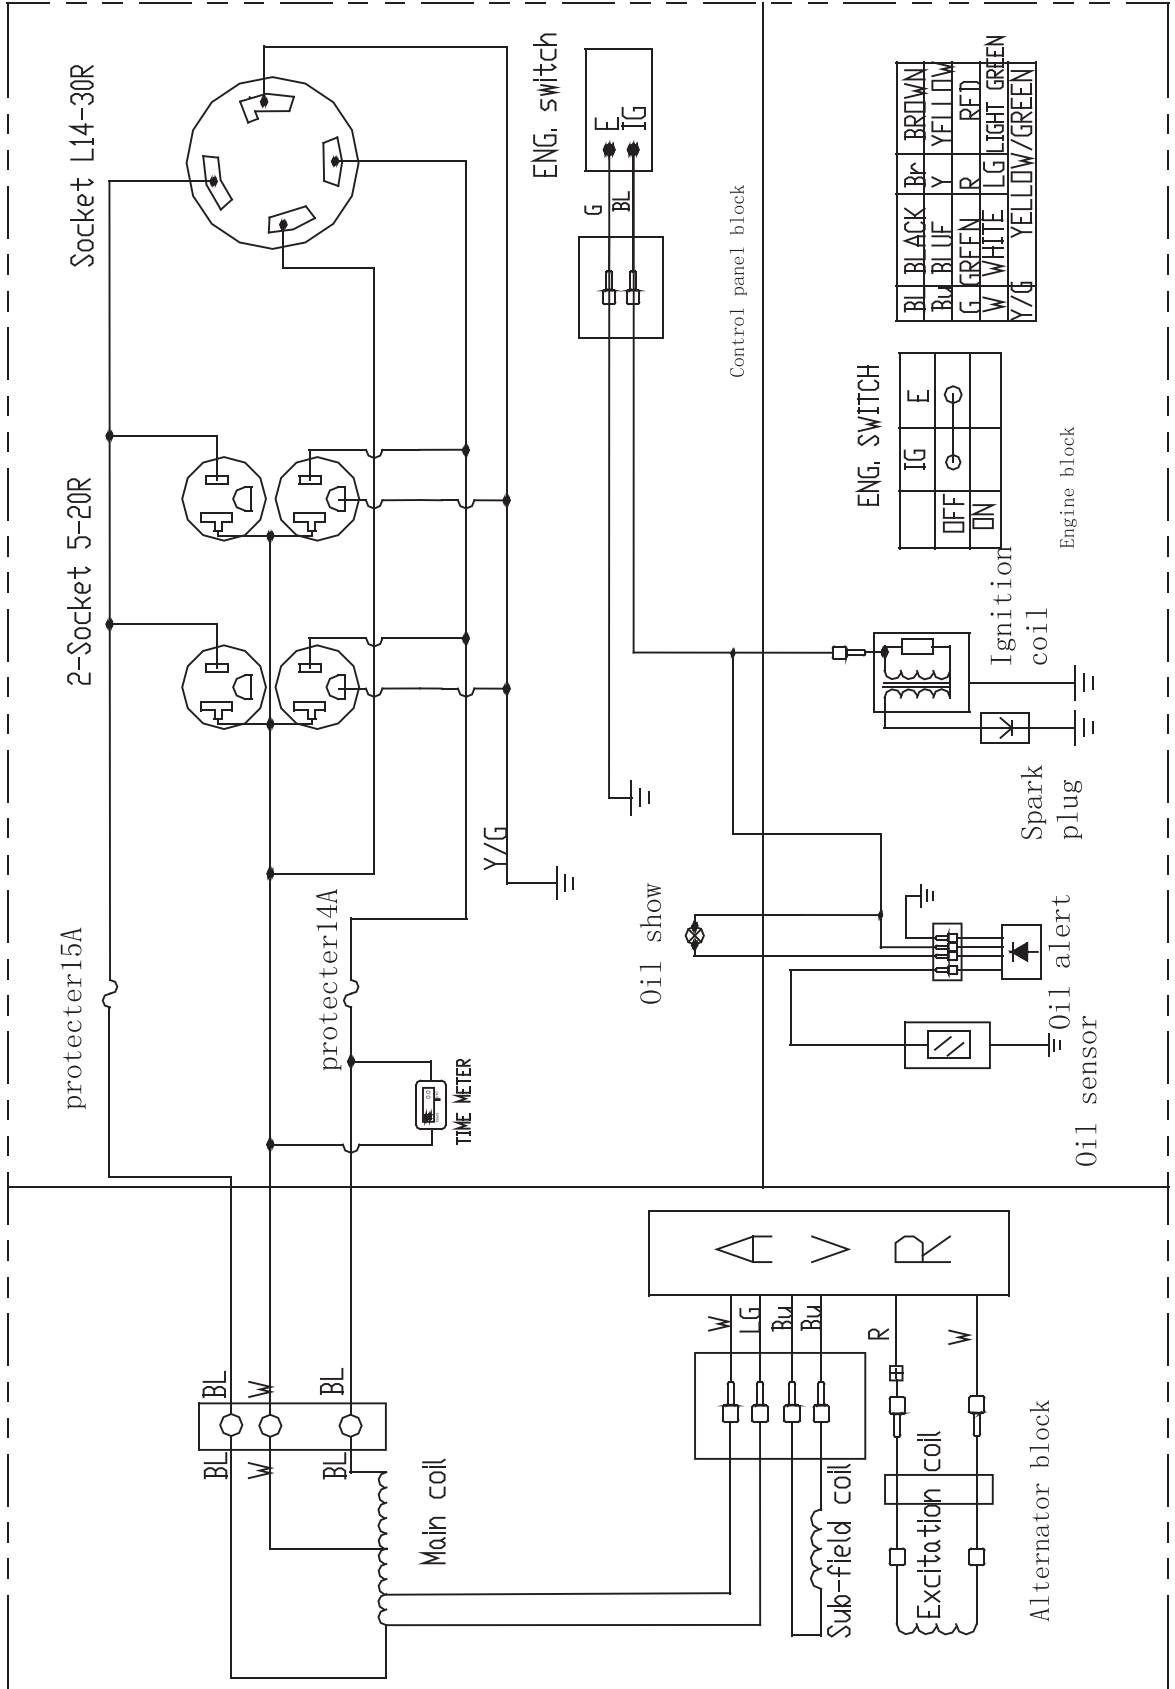 Socket L14-30R
2-Socket 5-20R
protecter15A
protecter14A
TIME METER
Y/G
ENG. switch
E
IG
G
BL
Control panel block
Oil show
BL BLACK Br BROWN
Bu BLUE Y YELLOW
G GREEN R RED
W WHITE LG LIGHT GREEN
Y/G YELLOW/GREEN
ENG. SWITCH
IG E
OFF
ON
Engine block
Ignition
coil
Spark
plug
Oil alert
Oil sensor
BL
W
BL
BL
W
BL
Main coil
A V R
W
LG
Bu
Bu
R
W
Sub-field coil
Excitation coil
Alternator block